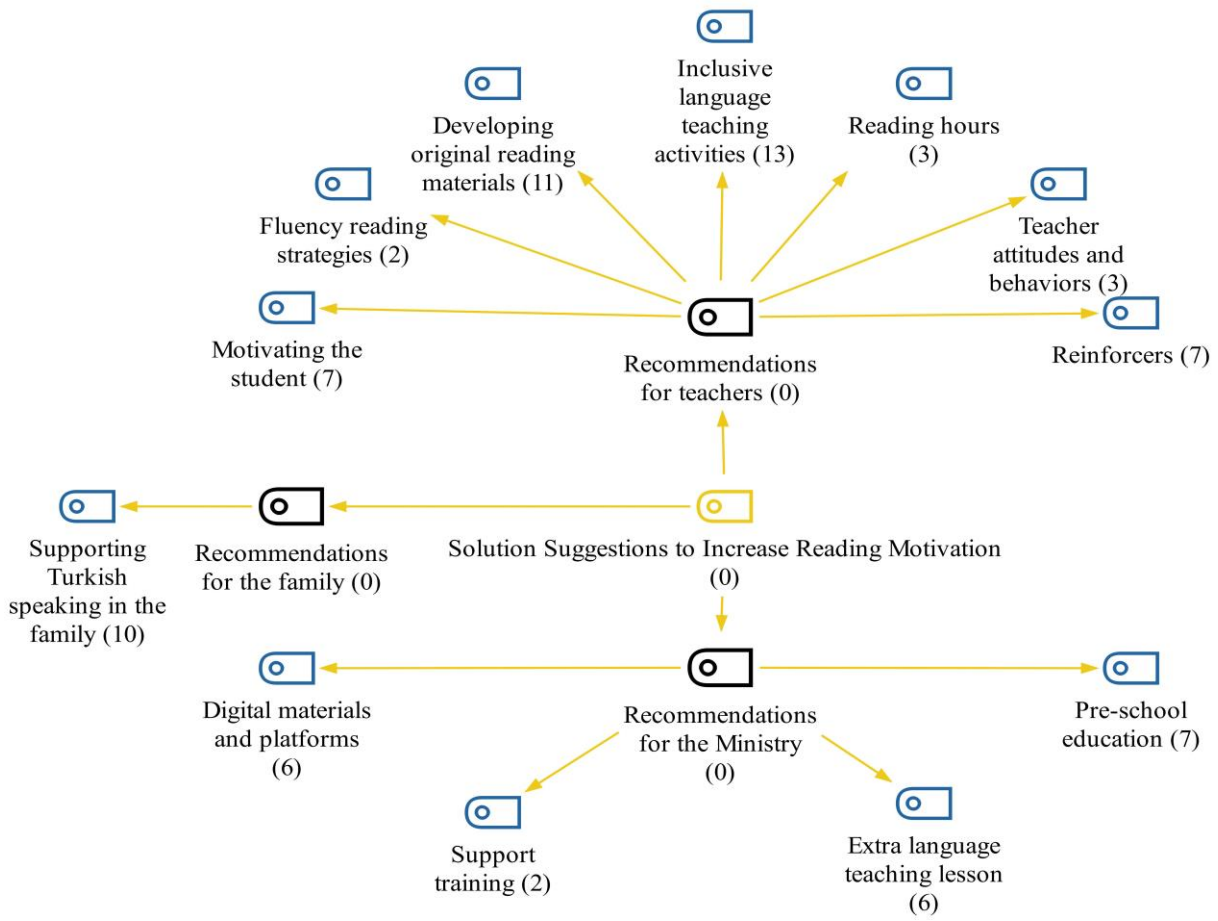 Inclusive
language
teaching
activities (13)
Developing
original reading
materials (11)
Reading hours
(3)
Fluency reading
strategies (2)
Teacher
attitudes and
behaviors (3)
Motivating the
student (7)
Recommendations
for teachers (0)
Reinforcers (7)
Supporting
Turkish
speaking in the
family (10)
Recommendations
for the family (0)
Solution Suggestions to Increase Reading Motivation
(0)
Digital materials
and platforms
(6)
Recommendations
for the Ministry
(0)
Pre-school
education (7)
Support
training (2)
Extra language
teaching lesson
(6)